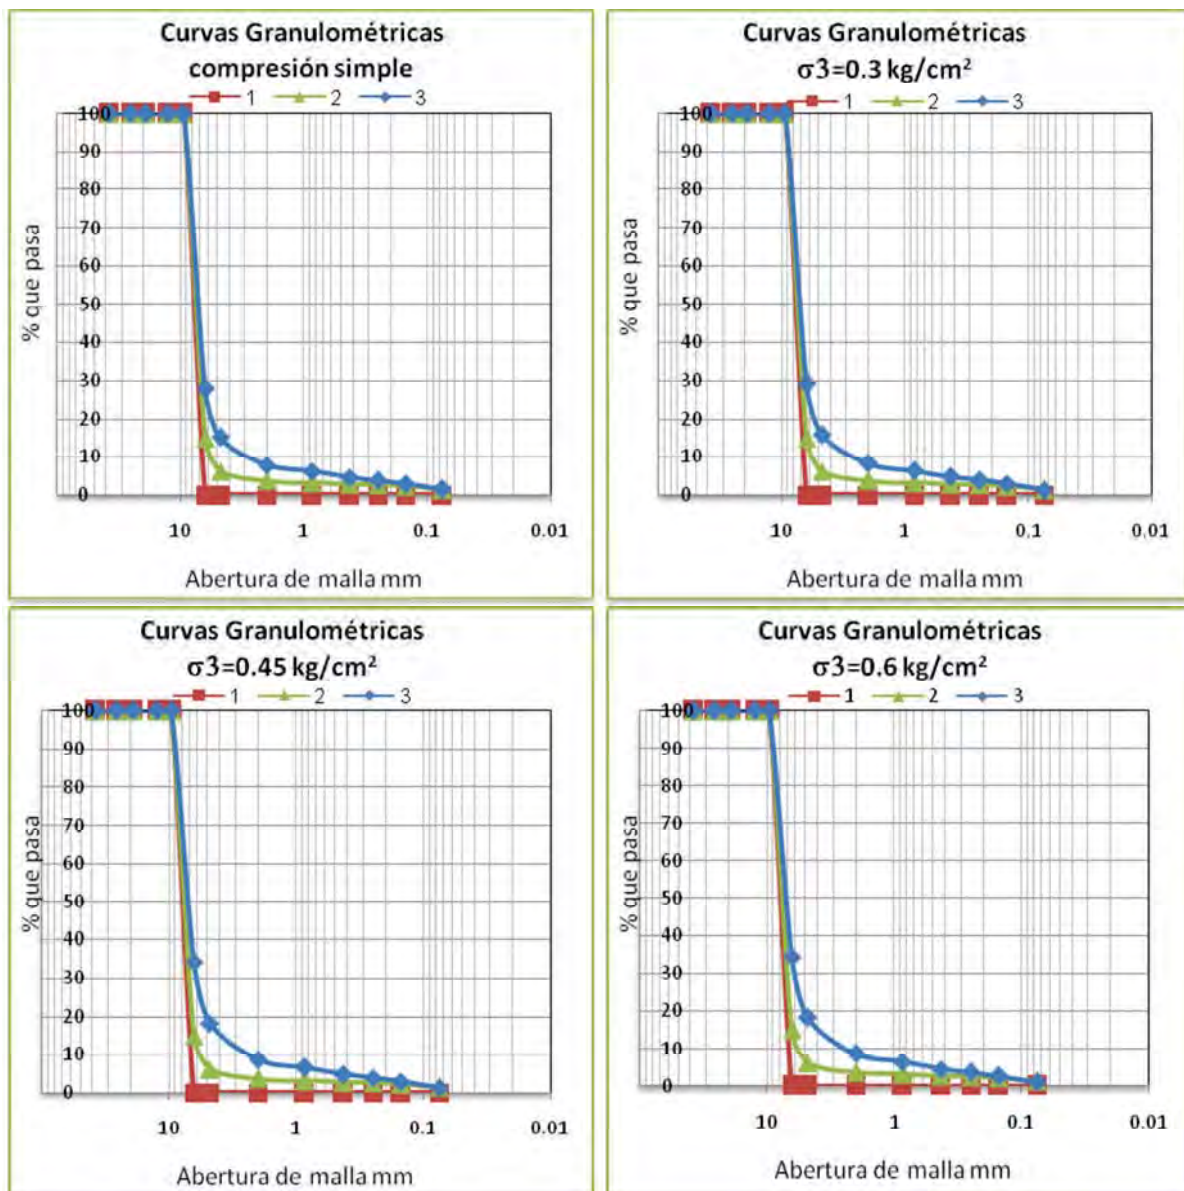 Curvas Granulométricas
compresión simple
1 2 3
100
90
80
70
60
50
40
30
20
10
0
% que pasa
10 1 0.1 0.01
Abertura de malla mm
Curvas Granulométricas
σ3=0.3 kg/cm²
1 2 3
100
90
80
70
60
50
40
30
20
10
0
% que pasa
10 1 0.1 0.01
Abertura de malla mm
Curvas Granulométricas
σ3=0.45 kg/cm²
1 2 3
100
90
80
70
60
50
40
30
20
10
0
% que pasa
10 1 0.1 0.01
Abertura de malla mm
Curvas Granulométricas
σ3=0.6 kg/cm²
1 2 3
100
90
80
70
60
50
40
30
20
10
0
% que pasa
10 1 0.1 0.01
Abertura de malla mm